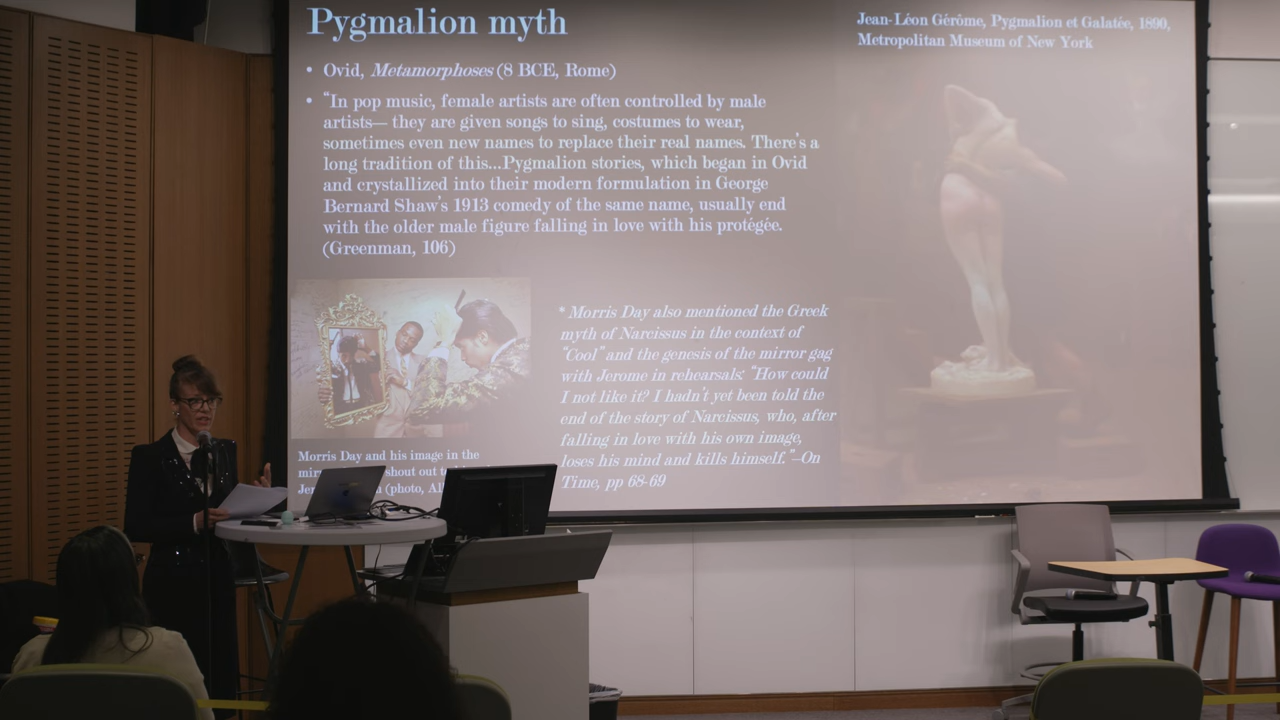 Pygmalion myth
Jean-Léon Gérôme, Pygmalion et Galatée, 1890,
Metropolitan Museum of New York
• Ovid, Metamorphoses (8 BCE, Rome)
• “In pop music, female artists are often controlled by male
artists— they are given songs to sing, costumes to wear,
sometimes even new names to replace their real names. There's a
long tradition of this...Pygmalion stories, which began in Ovid
and crystallized into their modern formulation in George
Bernard Shaw's 1913 comedy of the same name, usually end
with the older male figure falling in love with his protégée.
(Greenman, 106)
* Morris Day also mentioned the Greek
myth of Narcissus in the context of
“Cool” and the genesis of the mirror gag
with Jerome in rehearsals: “How could
I not like it? I hadn't yet been told the
end of the story of Narcissus, who, after
falling in love with his own image,
loses his mind and kills himself.”–On
Time, pp 68-69
Morris Day and his image in the
shout out
(photo,